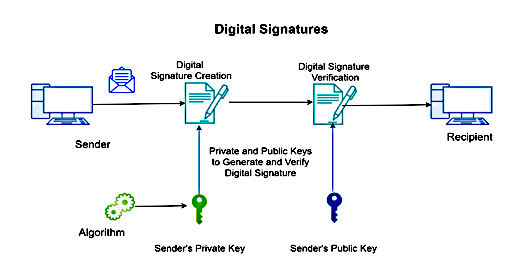 Digital Signatures
Digital
Signature Creation
Digital Signature
Verification
Sender
Recipient
Private and Public Keys
to Generate and Verify
Digital Signature
Algorithm
Sender's Private Key
Sender's Public Key